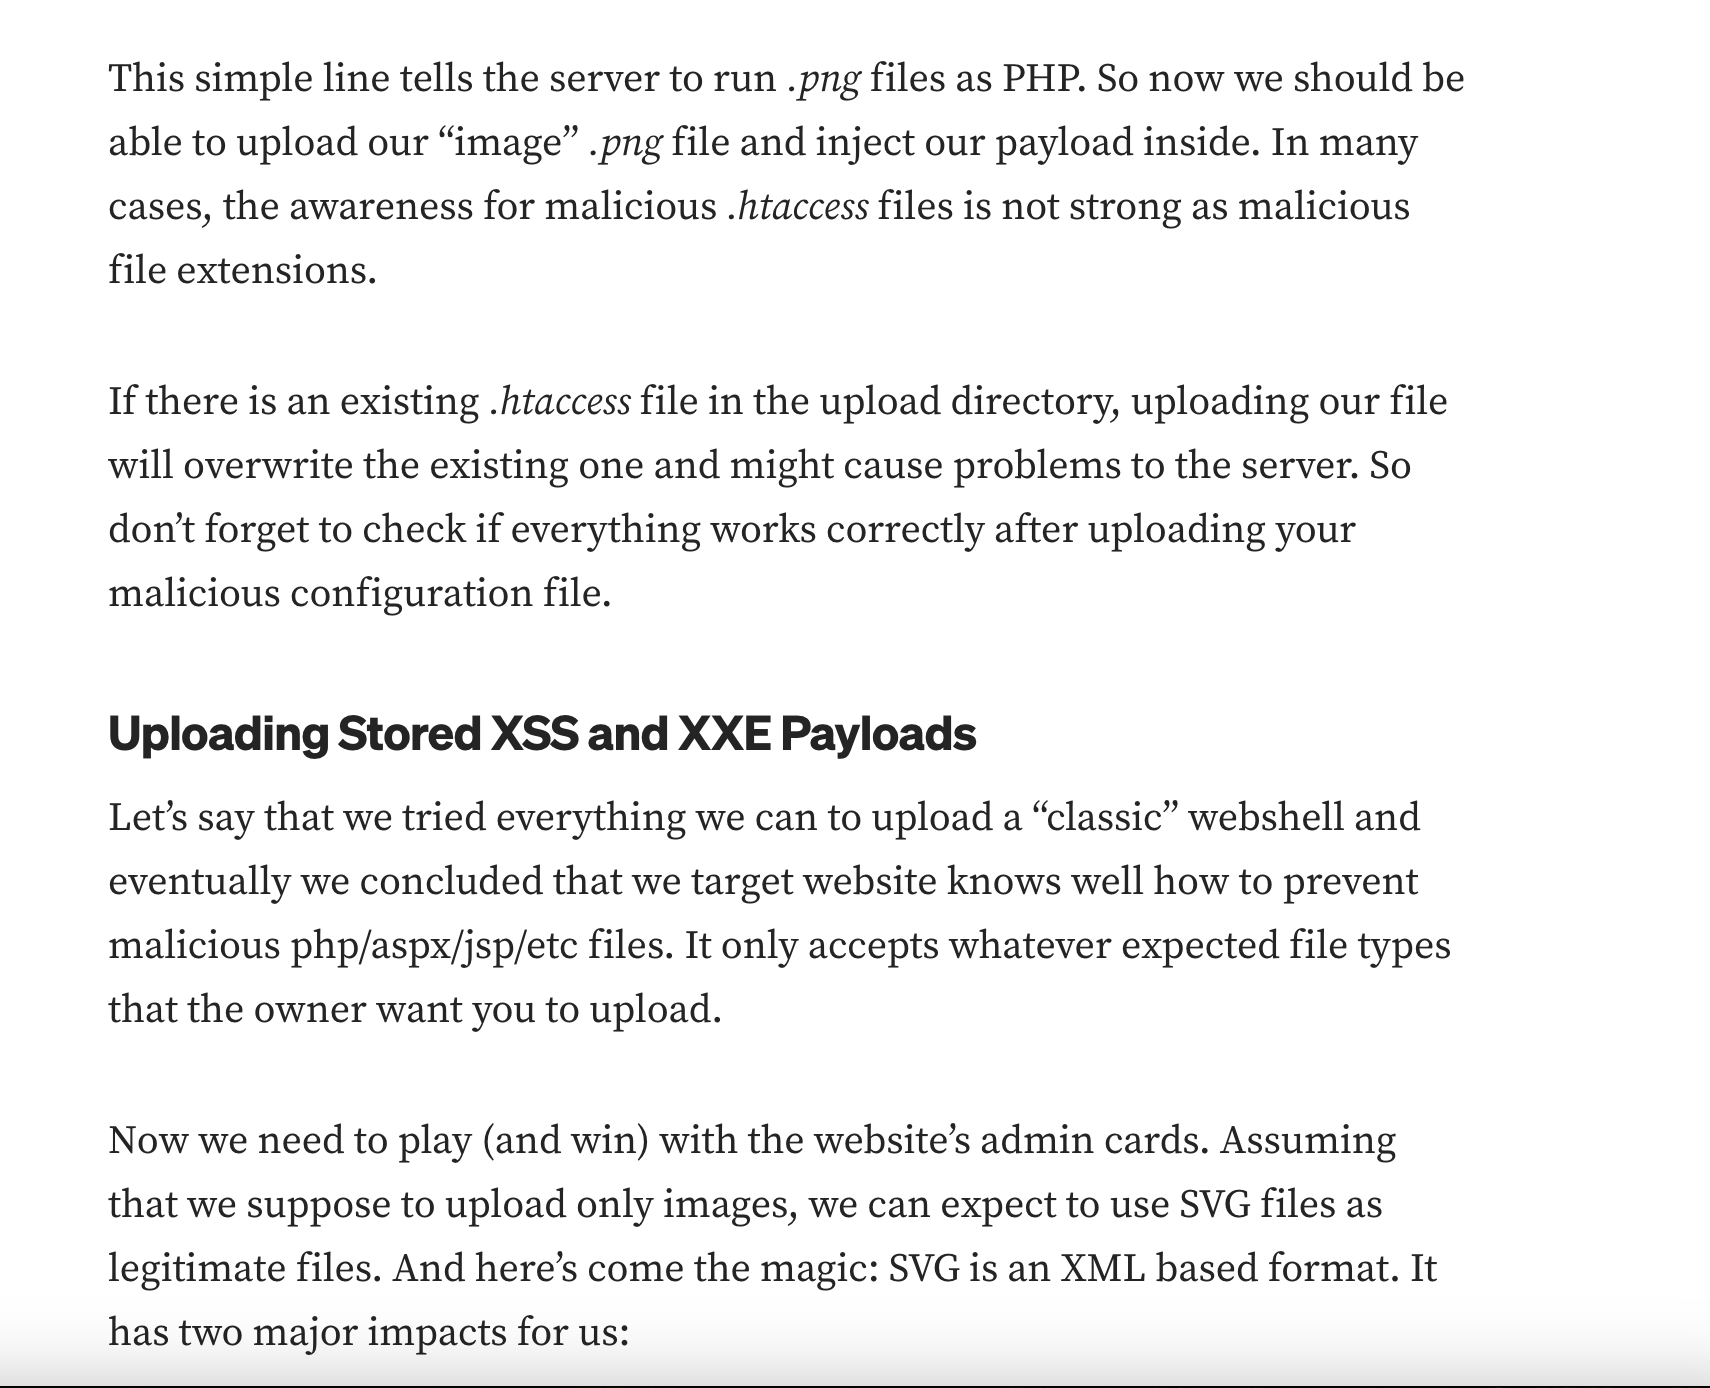 This simple line tells the server to run .png files as PHP. So now we should be
able to upload our “image” .png file and inject our payload inside. In many
cases, the awareness for malicious .htaccess files is not strong as malicious
file extensions.
If there is an existing .htaccess file in the upload directory, uploading our file
will overwrite the existing one and might cause problems to the server. So
don’t forget to check if everything works correctly after uploading your
malicious configuration file.
Uploading Stored XSS and XXE Payloads
Let’s say that we tried everything we can to upload a “classic” webshell and
eventually we concluded that we target website knows well how to prevent
malicious php/aspx/jsp/etc files. It only accepts whatever expected file types
that the owner want you to upload.
Now we need to play (and win) with the website’s admin cards. Assuming
that we suppose to upload only images, we can expect to use SVG files as
legitimate files. And here’s come the magic: SVG is an XML based format. It
has two major impacts for us: